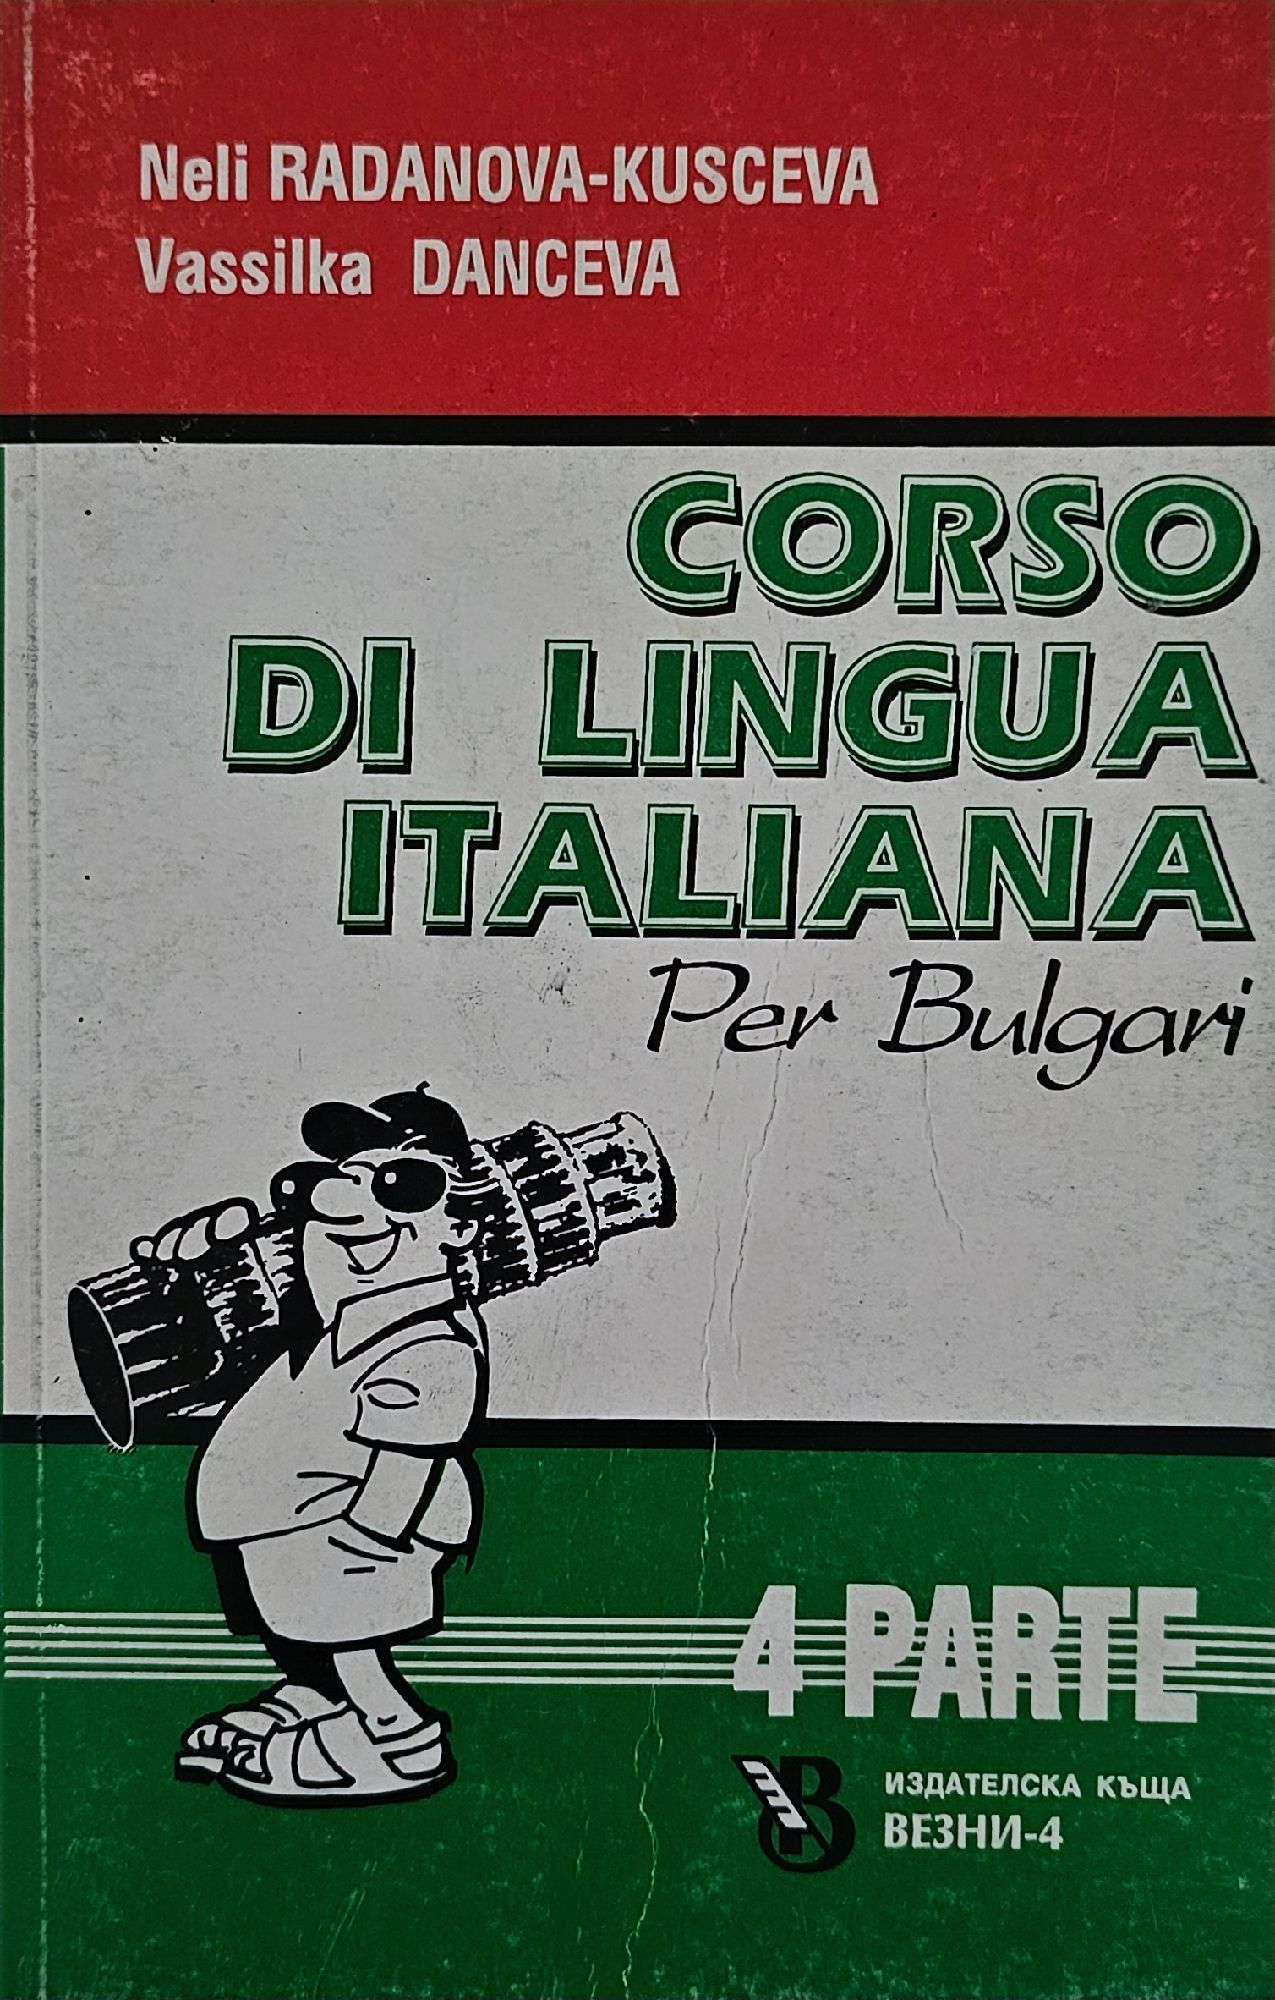 Neli RADANOVA-KUSCEVA
Vassilka DANCEVA
CORSO
DI LINGUA
ITALIANA
Per Bulgari
4 PARTE
ИЗДАТЕЛСКА КЪЩА
ВЕЗНИ-4